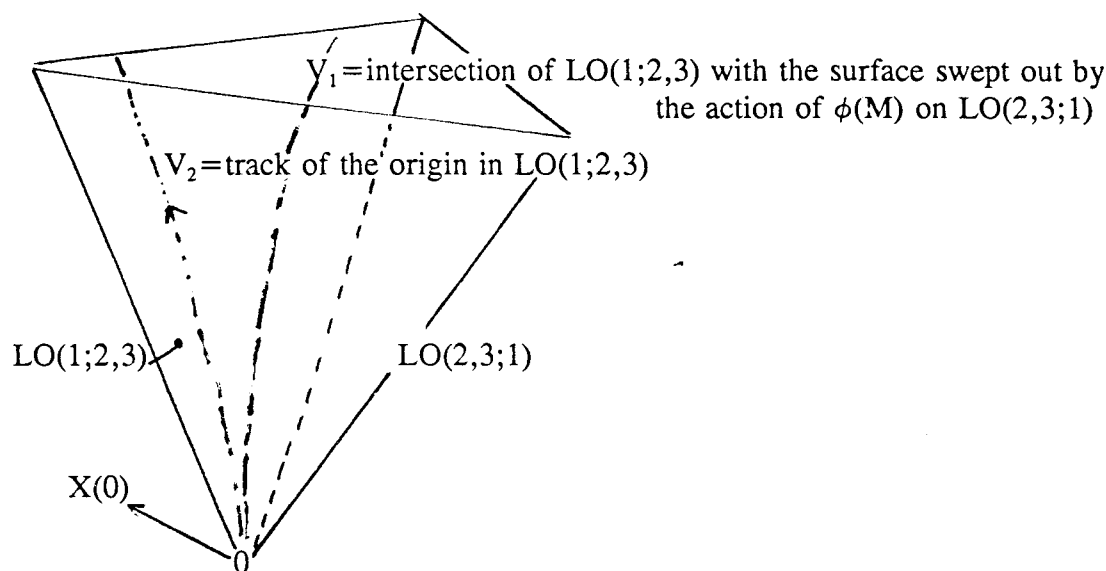 V₁=intersection of LO(1;2,3) with the surface swept out by
the action of ϕ(M) on LO(2,3;1)
V₂=track of the origin in LO(1;2,3)
LO(1;2,3)
LO(2,3;1)
X(0)
0